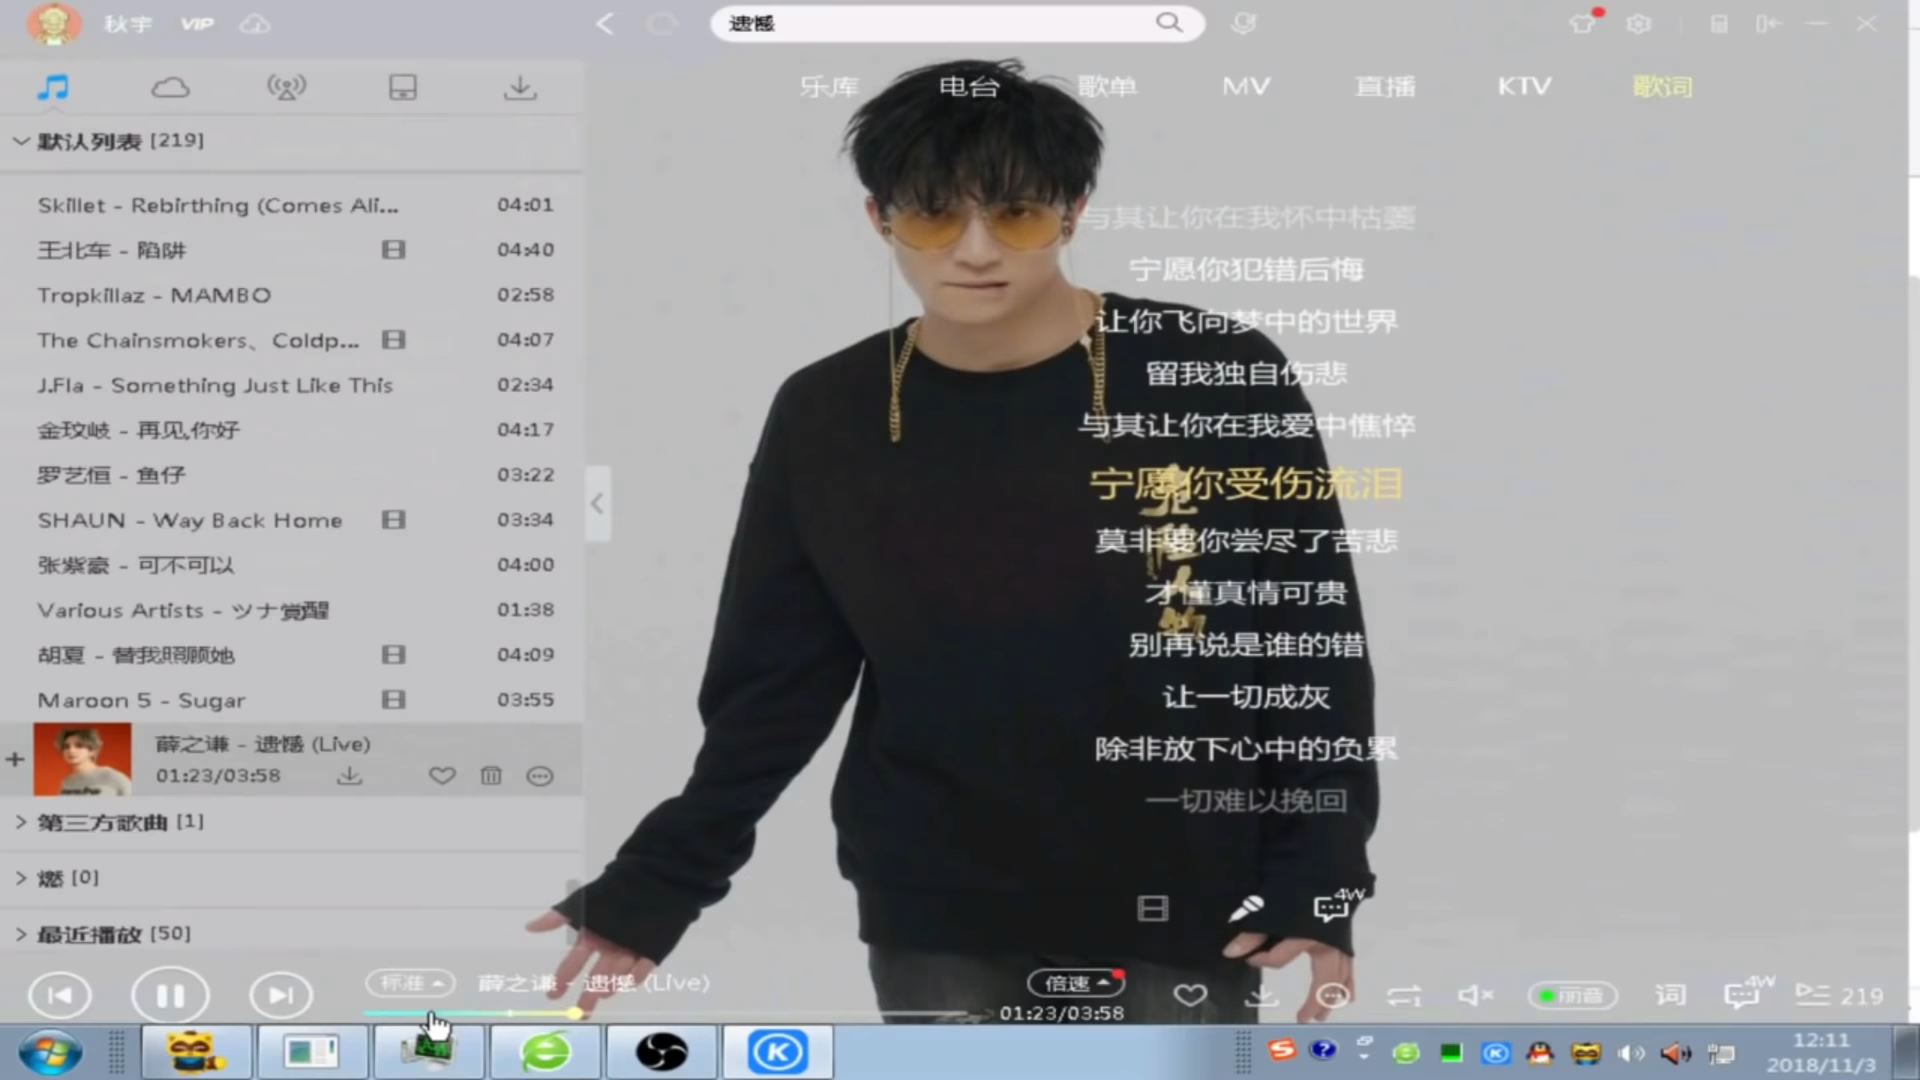 秋宇 VIP
遗憾
乐库 电台 歌单 MV 直播 KTV 歌词
默认列表 [219]
Skillet - Rebirthing (Comes Ali... 04:01
王北车 - 陷阱 04:40
Tropkillaz - MAMBO 02:58
The Chainsmokers、Coldp... 04:07
J.Fla - Something Just Like This 02:34
金玟岐 - 再见,你好 04:17
罗艺恒 - 鱼仔 03:22
SHAUN - Way Back Home 03:34
张紫豪 - 可不可以 04:00
Various Artists - ツナ覚醒 01:38
胡夏 - 替我照顾她 04:09
Maroon 5 - Sugar 03:55
薛之谦 - 遗憾 (Live)
01:23/03:58
第三方歌曲 [1]
燃 [0]
最近播放 [50]
与其让你在我怀中枯萎
宁愿你犯错后悔
让你飞向梦中的世界
留我独自伤悲
与其让你在我爱中憔悴
宁愿你受伤流泪
莫非要你尝尽了苦悲
才懂真情可贵
别再说是谁的错
让一切成灰
除非放下心中的负累
一切难以挽回
4W
标准 薛之谦 - 遗憾 (Live) 倍速
01:23/03:58
丽音 词 4W 219
12:11
2018/11/3